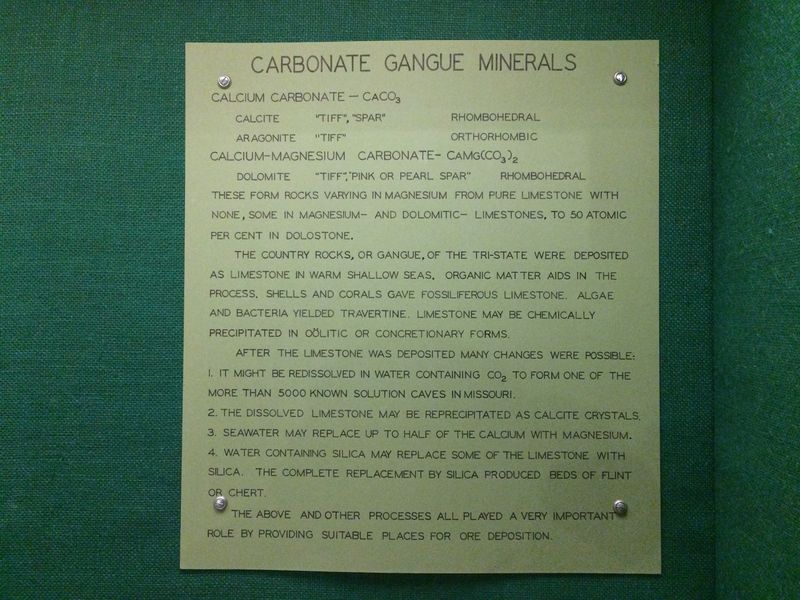 CARBONATE GANGUE MINERALS
CALCIUM CARBONATE – CACO₃
CALCITE "TIFF", "SPAR" RHOMBOHEDRAL
ARAGONITE "TIFF" ORTHORHOMBIC
CALCIUM-MAGNESIUM CARBONATE- CAMG(CO₃)₂
DOLOMITE "TIFF", "PINK OR PEARL SPAR" RHOMBOHEDRAL
THESE FORM ROCKS VARYING IN MAGNESIUM FROM PURE LIMESTONE WITH
NONE, SOME IN MAGNESIUM- AND DOLOMITIC- LIMESTONES, TO 50 ATOMIC
PER CENT IN DOLOSTONE.
THE COUNTRY ROCKS, OR GANGUE, OF THE TRI-STATE WERE DEPOSITED
AS LIMESTONE IN WARM SHALLOW SEAS. ORGANIC MATTER AIDS IN THE
PROCESS. SHELLS AND CORALS GAVE FOSSILIFEROUS LIMESTONE. ALGAE
AND BACTERIA YIELDED TRAVERTINE. LIMESTONE MAY BE CHEMICALLY
PRECIPITATED IN OÖLITIC OR CONCRETIONARY FORMS.
AFTER THE LIMESTONE WAS DEPOSITED MANY CHANGES WERE POSSIBLE:
1. IT MIGHT BE REDISSOLVED IN WATER CONTAINING CO₂ TO FORM ONE OF THE
MORE THAN 5000 KNOWN SOLUTION CAVES IN MISSOURI.
2. THE DISSOLVED LIMESTONE MAY BE REPRECIPITATED AS CALCITE CRYSTALS.
3. SEAWATER MAY REPLACE UP TO HALF OF THE CALCIUM WITH MAGNESIUM.
4. WATER CONTAINING SILICA MAY REPLACE SOME OF THE LIMESTONE WITH
SILICA. THE COMPLETE REPLACEMENT BY SILICA PRODUCED BEDS OF FLINT
OR CHERT.
THE ABOVE AND OTHER PROCESSES ALL PLAYED A VERY IMPORTANT
ROLE BY PROVIDING SUITABLE PLACES FOR ORE DEPOSITION.